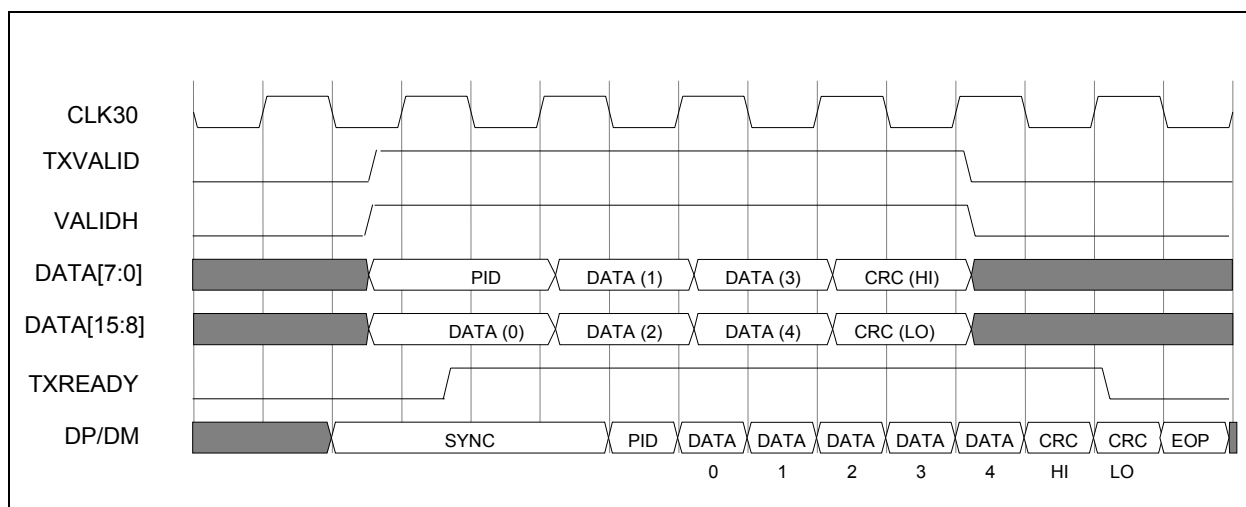 CLK30
TXVALID
VALIDH
DATA[7:0] PID DATA (1) DATA (3) CRC (HI)
DATA[15:8] DATA (0) DATA (2) DATA (4) CRC (LO)
TXREADY
DP/DM SYNC PID DATA DATA DATA DATA DATA CRC CRC EOP
0 1 2 3 4 HI LO